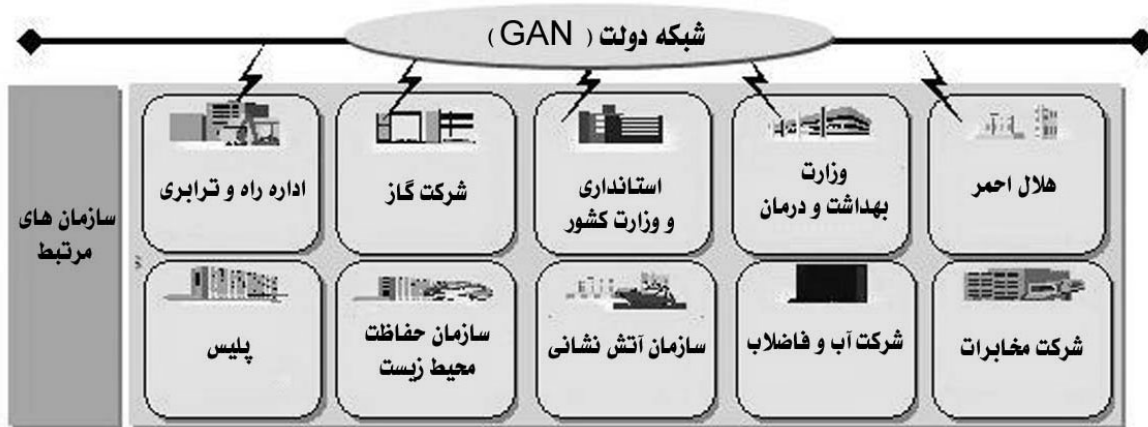 شبکه دولت ( GAN )
سازمان های
مرتبط
هلال احمر
وزارت
بهداشت و درمان
استانداری
و وزارت کشور
شرکت گاز
اداره راه و ترابری
شرکت مخابرات
شرکت آب و فاضلاب
سازمان آتش نشانی
سازمان حفاظت
محیط زیست
پلیس